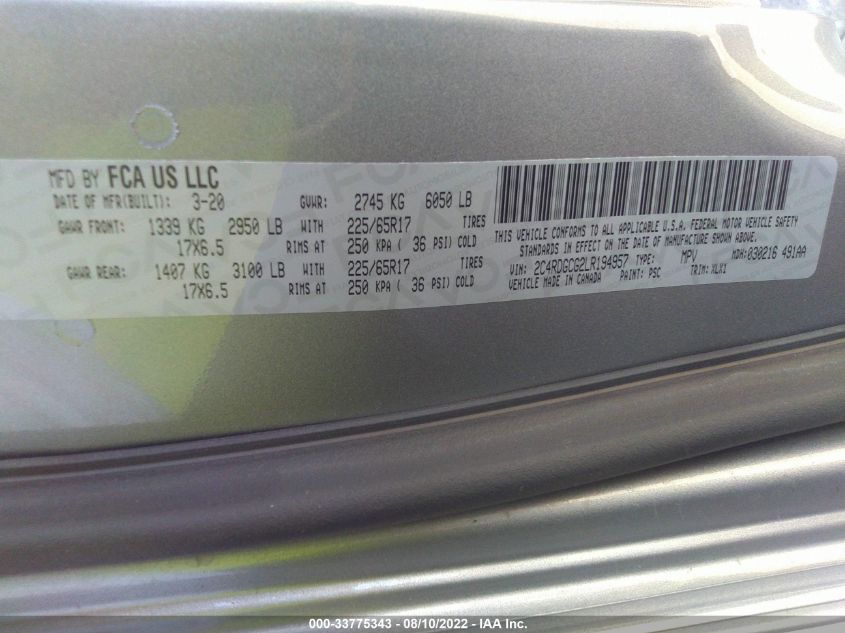 MFD BY FCA US LLC
DATE OF MFR(BUILT): 3-20 GVWR: 2745 KG 6050 LB
GAWR FRONT: 1339 KG 2950 LB WITH 225/65R17 TIRES
17X6.5 RIMS AT 250 KPA ( 36 PSI) COLD
GAWR REAR: 1407 KG 3100 LB WITH 225/65R17 TIRES
17X6.5 RIMS AT 250 KPA ( 36 PSI) COLD
THIS VEHICLE CONFORMS TO ALL APPLICABLE U.S.A. FEDERAL MOTOR VEHICLE SAFETY
STANDARDS IN EFFECT ON THE DATE OF MANUFACTURE SHOWN ABOVE.
VIN: 2C4RDGCG2LR194957 TYPE: MPV MDH:030216 491AA
VEHICLE MADE IN CANADA PAINT: PSC TRIM: XLX1
000-33775343 - 08/10/2022 - IAA Inc.